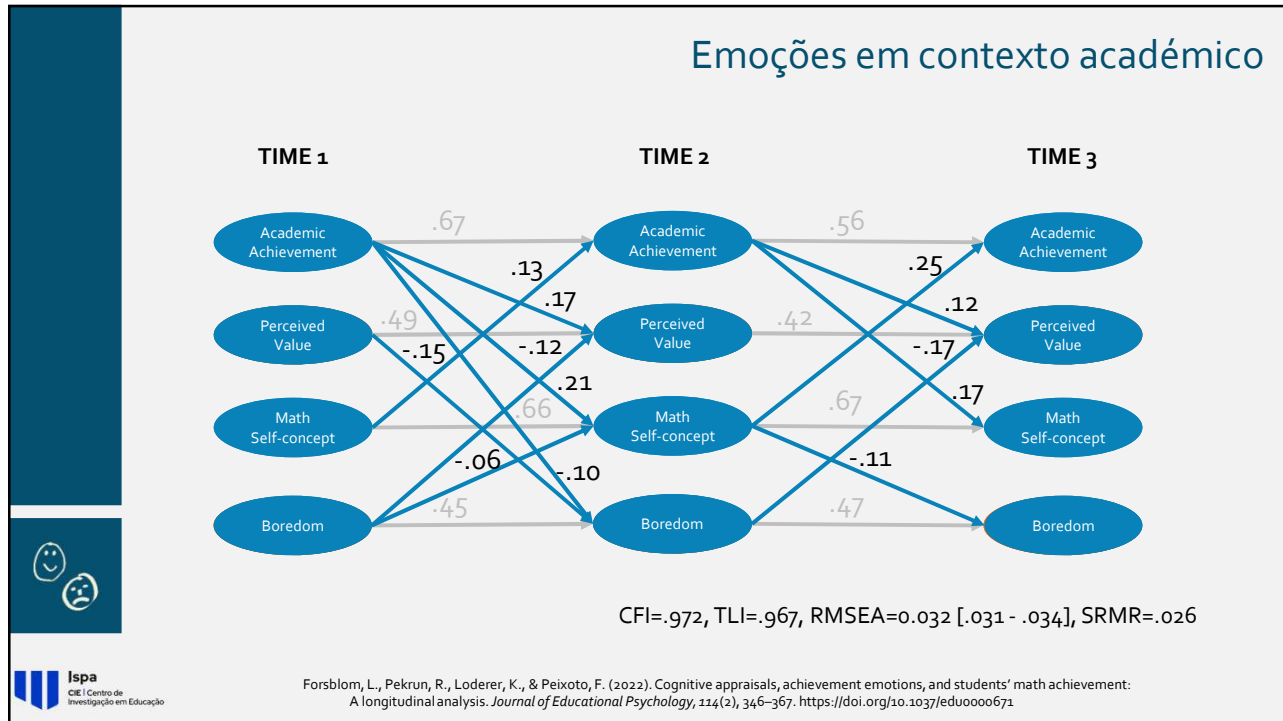 Emoções em contexto académico
TIME 1
TIME 2
TIME 3
Academic
Achievement
.67
Academic
Achievement
.56
Academic
Achievement
.13
.17
.25
.12
Perceived
Value
.49
-.15
-.12
Perceived
Value
.42
-.17
Perceived
Value
.21
.17
Math
Self-concept
.66
Math
Self-concept
.67
Math
Self-concept
-.06
-.10
-.11
Boredom
.45
Boredom
.47
Boredom
CFI=.972, TLI=.967, RMSEA=0.032 [.031 - .034], SRMR=.026
Ispa
CIE | Centro de
Investigação em Educação
Forsblom, L., Pekrun, R., Loderer, K., & Peixoto, F. (2022). Cognitive appraisals, achievement emotions, and students’ math achievement:
A longitudinal analysis. Journal of Educational Psychology, 114(2), 346–367. https://doi.org/10.1037/edu0000671